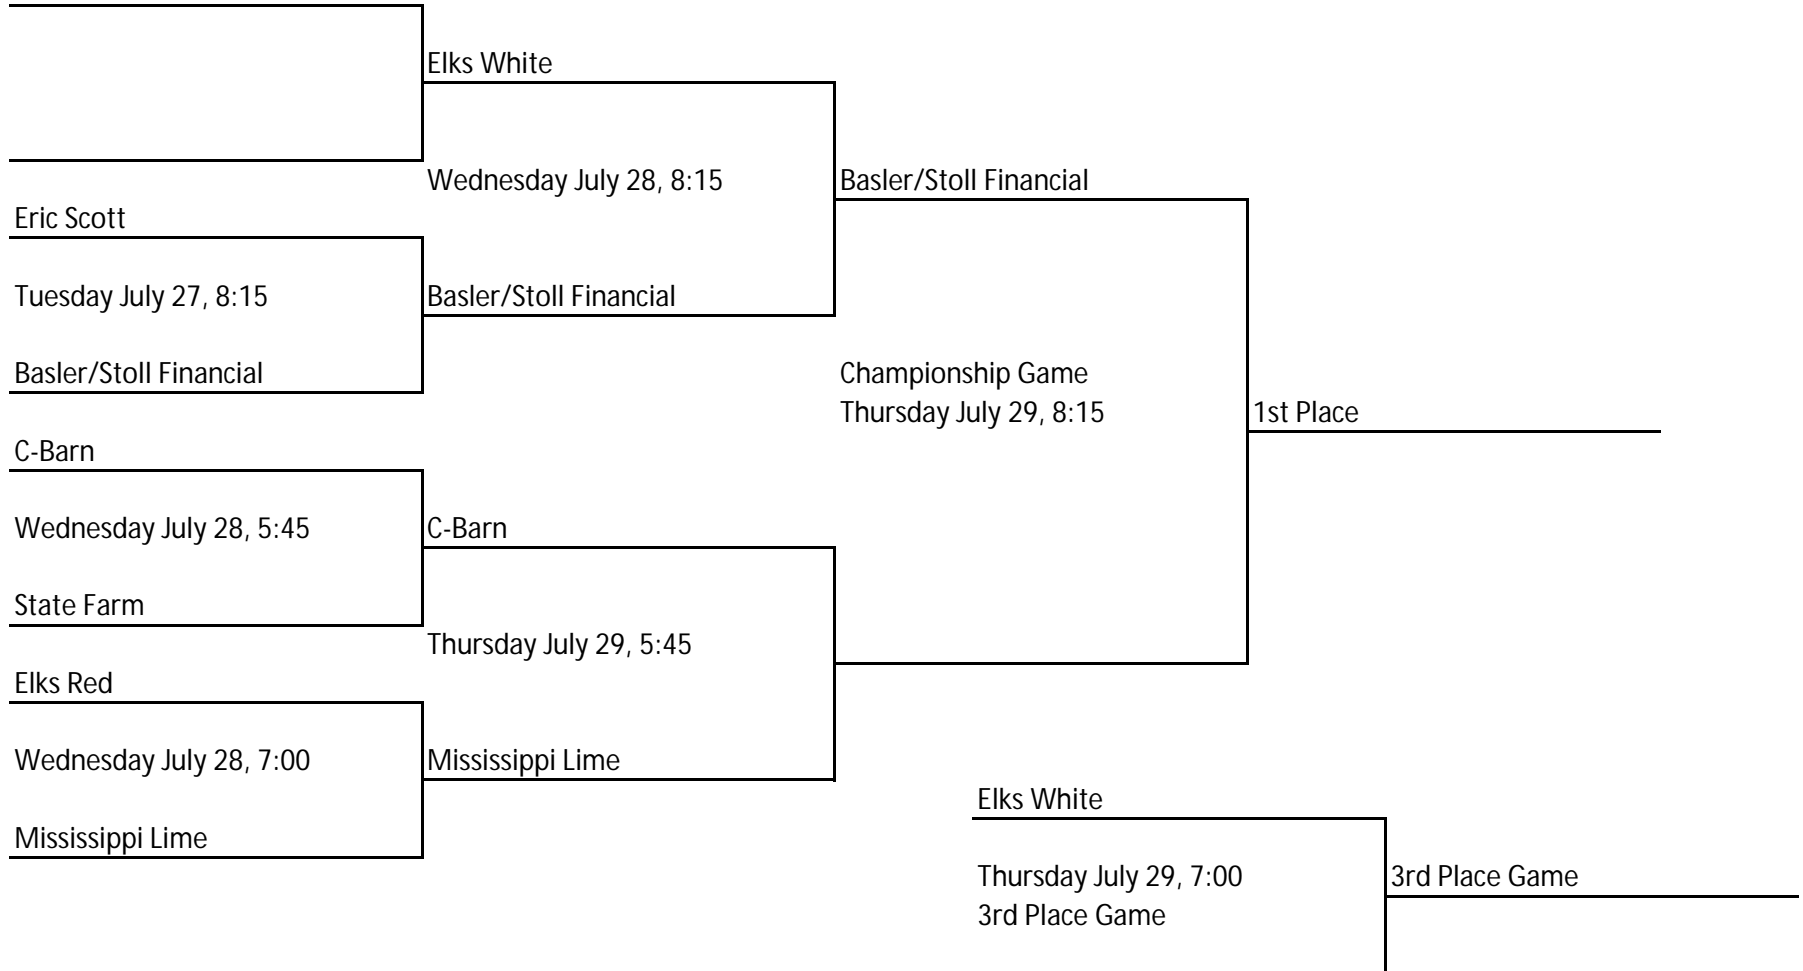 Elks White
Wednesday July 28, 8:15
Basler/Stoll Financial
Eric Scott
Tuesday July 27, 8:15
Basler/Stoll Financial
Basler/Stoll Financial
Championship Game
Thursday July 29, 8:15
1st Place
C-Barn
Wednesday July 28, 5:45
C-Barn
State Farm
Thursday July 29, 5:45
Elks Red
Wednesday July 28, 7:00
Mississippi Lime
Mississippi Lime
Elks White
Thursday July 29, 7:00
3rd Place Game
3rd Place Game